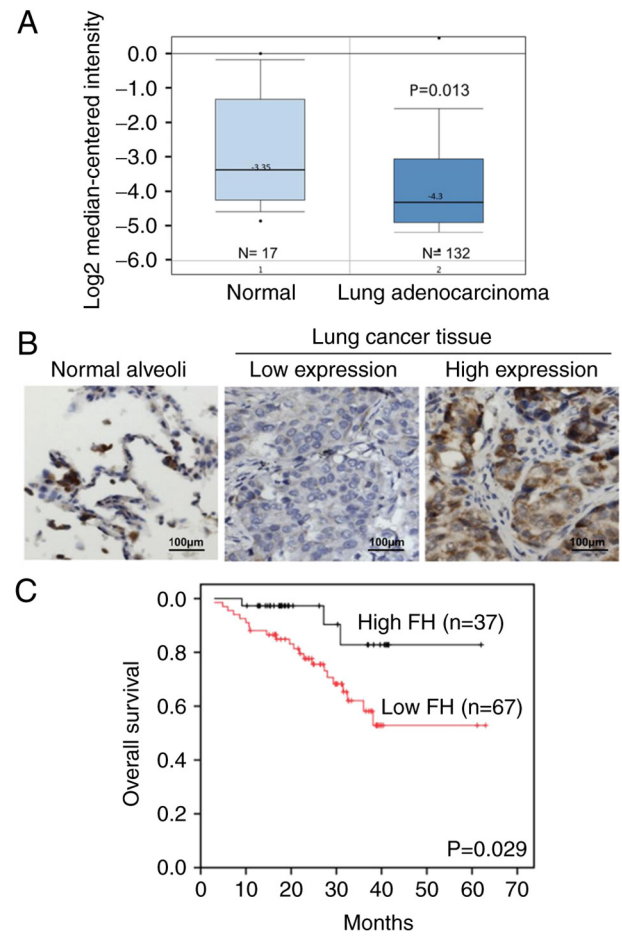 A
Log2 median-centered intensity
0.0
−1.0
−2.0
−3.0
−4.0
−5.0
−6.0
P=0.013
-3.35
-4.3
N= 17
N= 132
1
2
Normal
Lung adenocarcinoma
B
Lung cancer tissue
Normal alveoli
Low expression
High expression
100µm
100µm
100µm
C
Overall survival
0.0
0.8
0.6
0.4
0.2
0.0
High FH (n=37)
Low FH (n=67)
P=0.029
0 10 20 30 40 50 60 70
Months